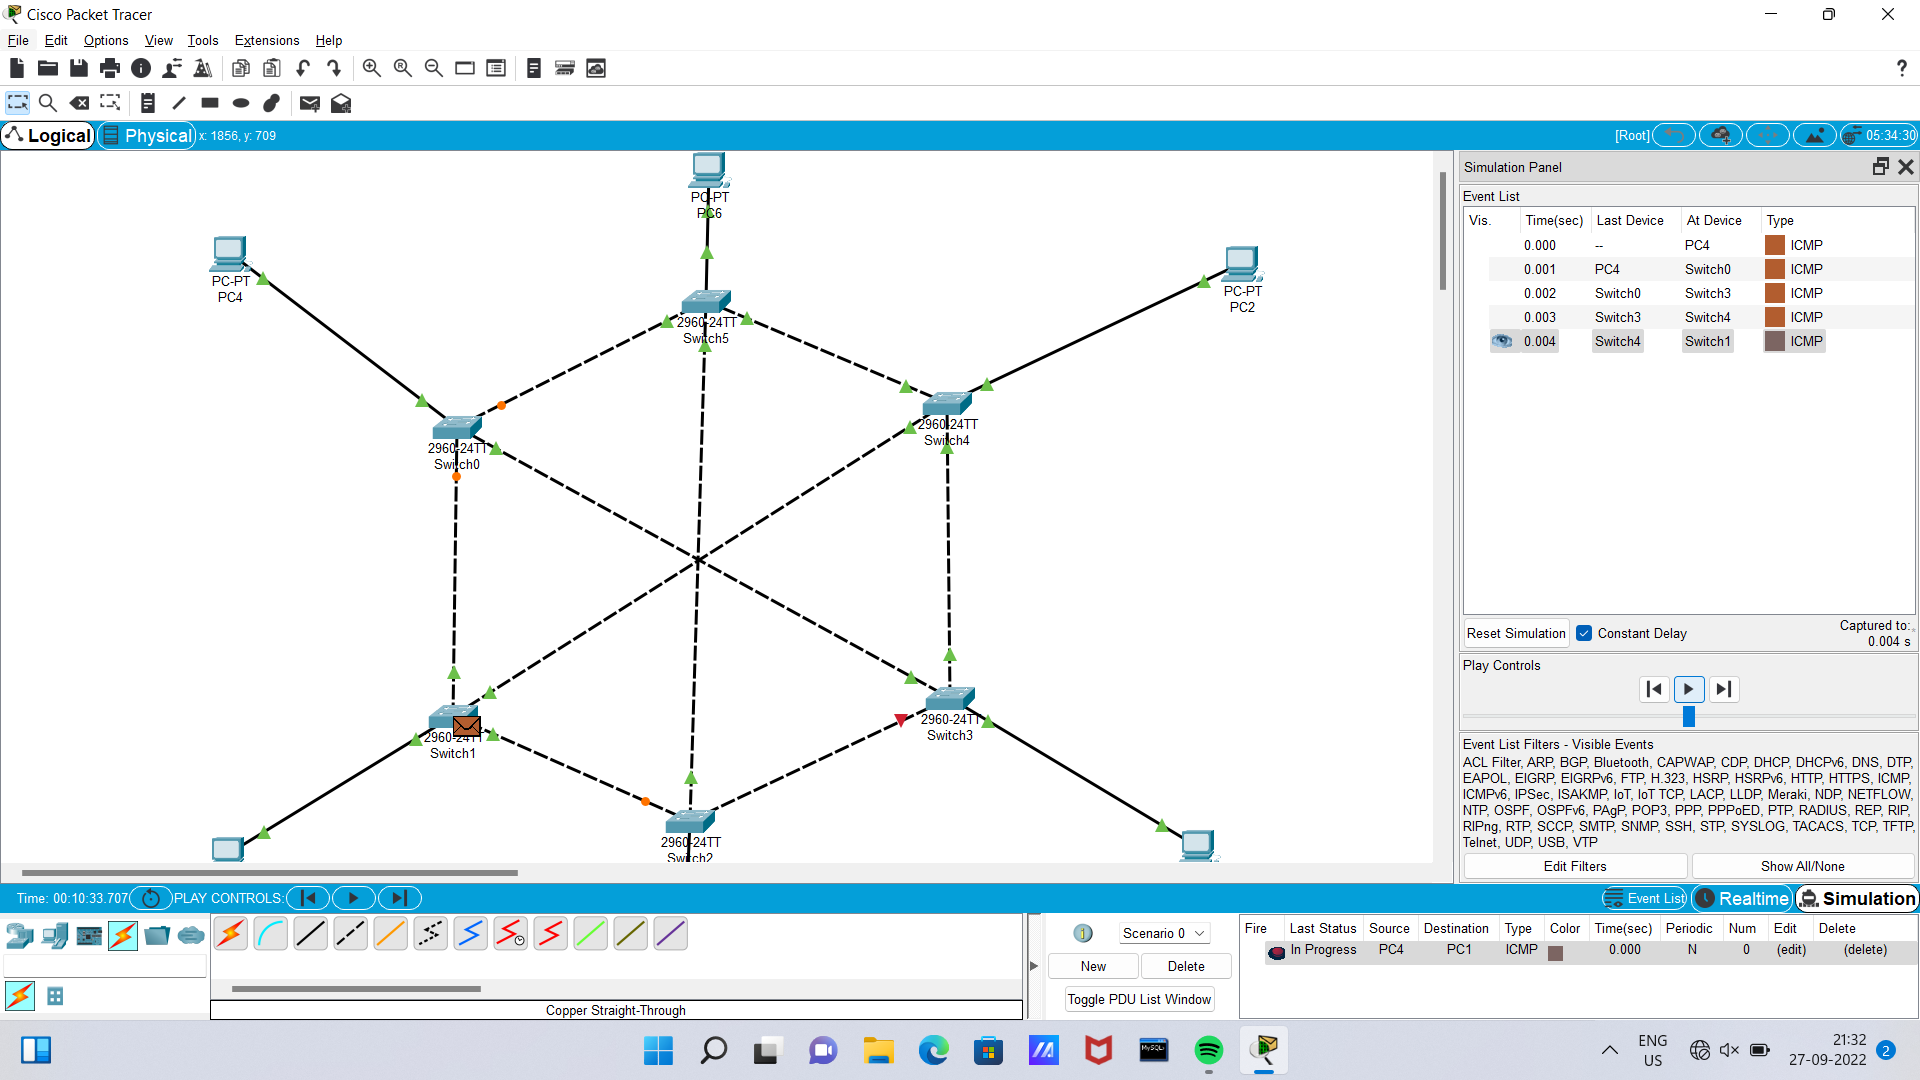 Cisco Packet Tracer
File Edit Options View Tools Extensions Help
Logical Physical x: 1856, y: 709 [Root] 05:34:30
PC-PT
PC6
PC-PT
PC4
PC-PT
PC2
2960-24TT
Switch5
2960-24TT
Switch4
2960-24TT
Switch0
2960-24TT
Switch3
2960-24TT
Switch1
2960-24TT
Switch2
Simulation Panel
Event List
Vis. Time(sec) Last Device At Device Type
0.000 -- PC4 ICMP
0.001 PC4 Switch0 ICMP
0.002 Switch0 Switch3 ICMP
0.003 Switch3 Switch4 ICMP
0.004 Switch4 Switch1 ICMP
Reset Simulation Constant Delay Captured to:
0.004 s
Play Controls
Event List Filters - Visible Events
ACL Filter, ARP, BGP, Bluetooth, CAPWAP, CDP, DHCP, DHCPv6, DNS, DTP,
EAPOL, EIGRP, EIGRPv6, FTP, H.323, HSRP, HSRPv6, HTTP, HTTPS, ICMP,
ICMPv6, IPSec, ISAKMP, IoT, IoT TCP, LACP, LLDP, Meraki, NDP, NETFLOW,
NTP, OSPF, OSPFv6, PAgP, POP3, PPP, PPPoED, PTP, RADIUS, REP, RIP,
RIPng, RTP, SCCP, SMTP, SNMP, SSH, STP, SYSLOG, TACACS, TCP, TFTP,
Telnet, UDP, USB, VTP
Edit Filters Show All/None
Time: 00:10:33.707 PLAY CONTROLS: Event List Realtime Simulation
Scenario 0
New Delete
Toggle PDU List Window
Fire Last Status Source Destination Type Color Time(sec) Periodic Num Edit Delete
In Progress PC4 PC1 ICMP 0.000 N 0 (edit) (delete)
Copper Straight-Through
MySQL
ENG
US
21:32
27-09-2022
2